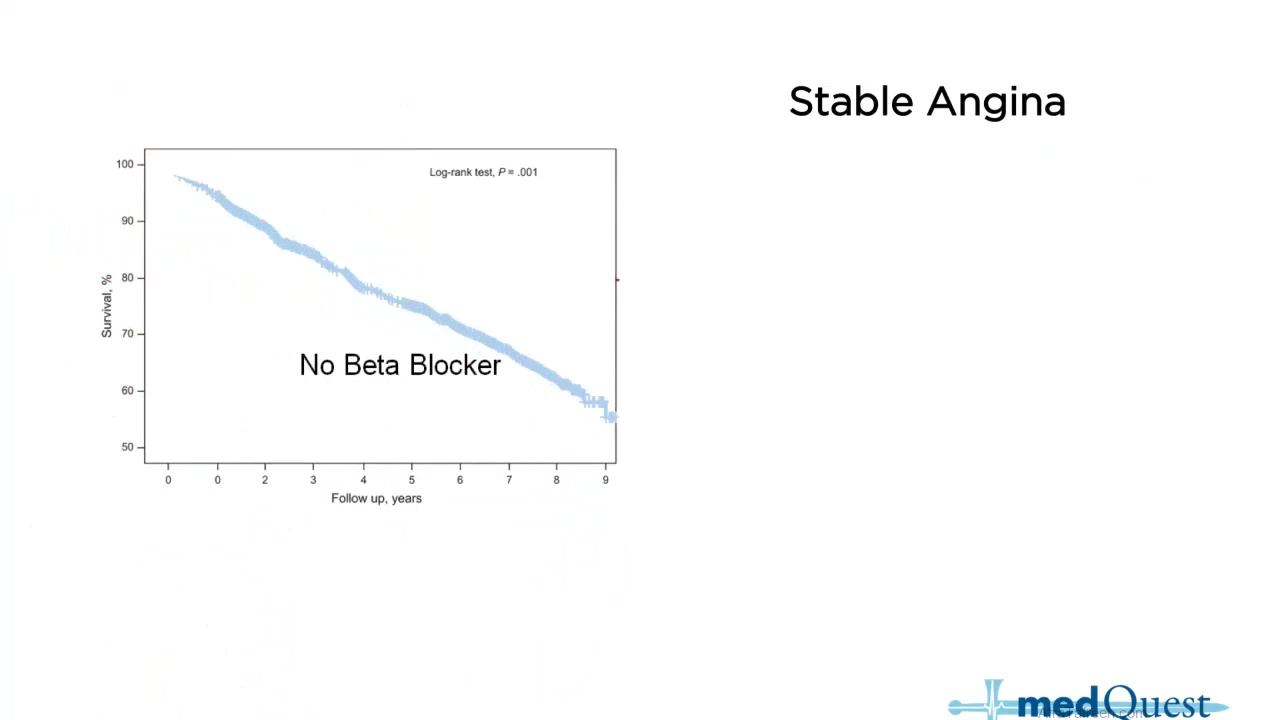 Stable Angina
Log-rank test, P = .001
100
90
80
70
60
50
Survival, %
No Beta Blocker
0 0 2 3 4 5 6 7 8 9
Follow up, years
medQuest